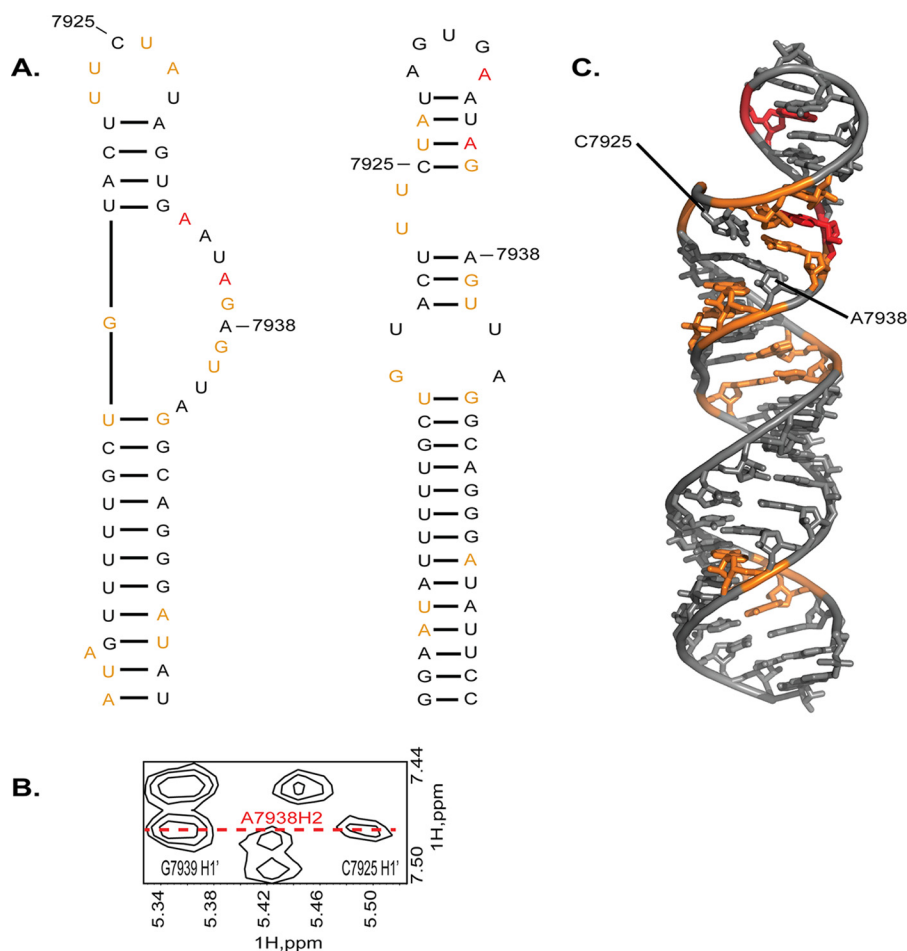 A.
7925 C U
U A
U U
U A
C G
A U
U G
A
A
U
A
G G
A 7938
G
U
U
A
U G
C G
G C
U A
U G
U G
U G
U A
G U
A
U A
A U
G U G
A A
U A
A U
U A
7925 C G
U
U
U A 7938
C G
A U
U U
G A
U G
C G
G C
U A
U G
U G
U G
U A
A U
U A
A U
A U
G C
G C
C.
C7925
A7938
B.
A7938H2
G7939 H1'
C7925 H1'
7.44
7.50
1H,ppm
5.34 5.38 5.42 5.46 5.50
1H,ppm